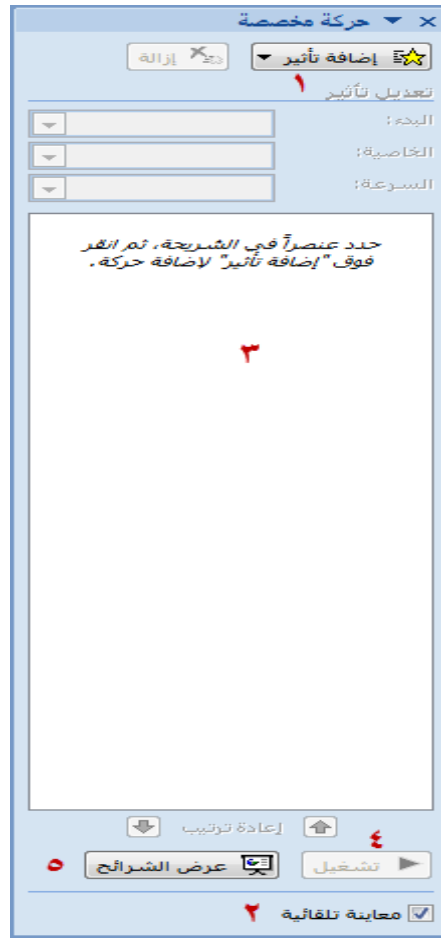 حركة مخصصة
إضافة تأثير إزالة
١
تعديل تأثير
البدء:
الخاصية:
السرعة:
حدد عنصراً في الشريحة، ثم انقر
فوق "إضافة تأثير" لإضافة حركة.
٣
إعادة ترتيب
٤
تشغيل عرض الشرائح ٥
معاينة تلقائية ٢